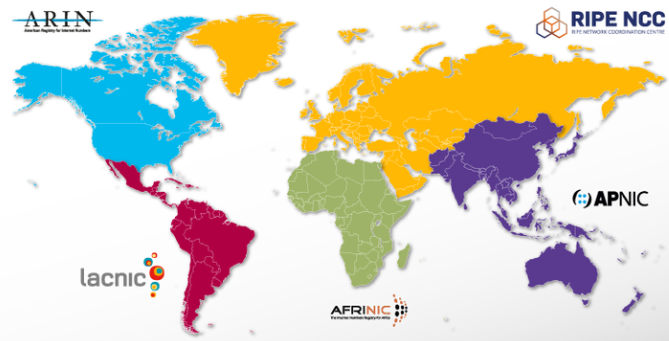 ARIN
American Registry for Internet Numbers
RIPE NCC
RIPE NETWORK COORDINATION CENTRE
APNIC
lacnic
AFRINIC
The Internet Numbers Registry for Africa